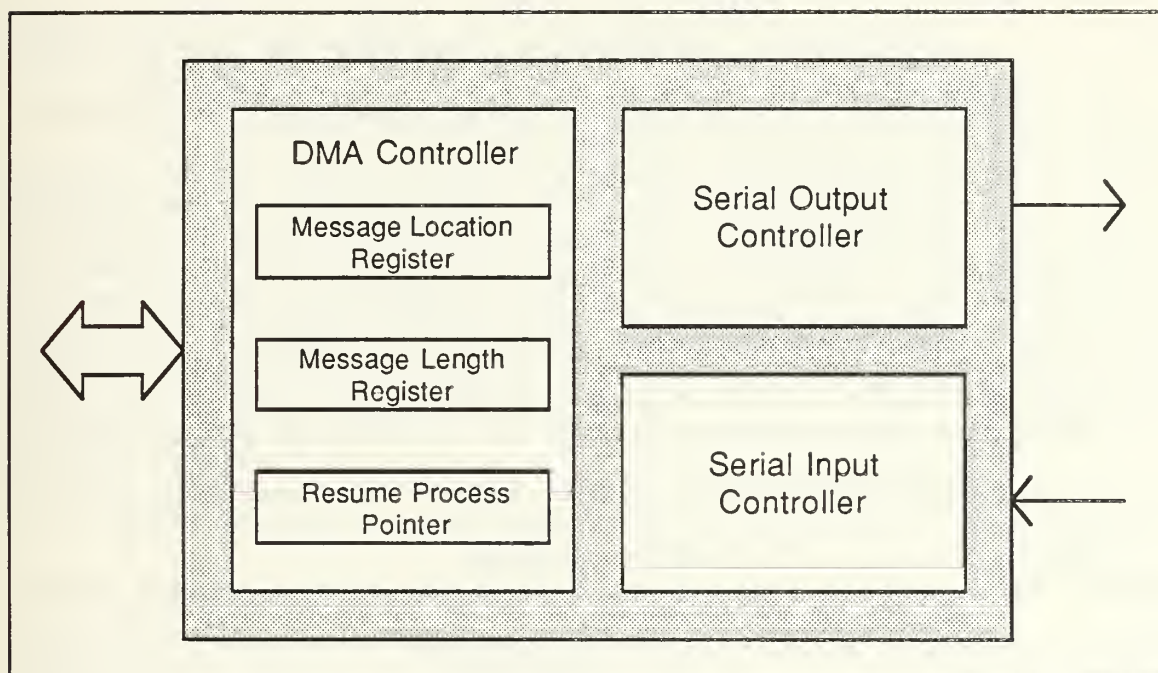 DMA Controller
Message Location
Register
Message Length
Register
Resume Process
Pointer
Serial Output
Controller
Serial Input
Controller